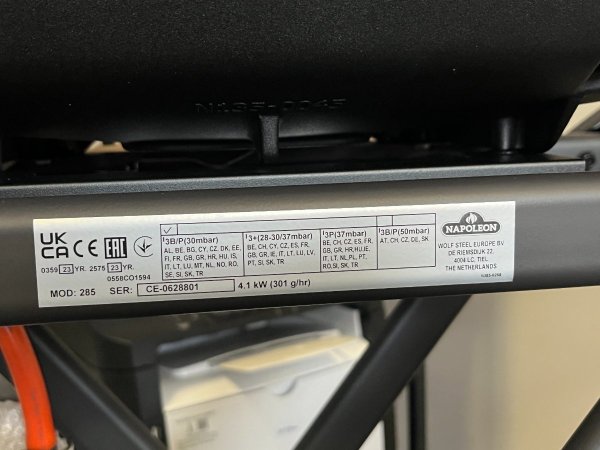 N135-0045
UK
CA CE EAC
0359 23 YR. 2575 23 YR.
0558CO1594
MOD: 285 SER: CE-0628801 4.1 kW (301 g/hr)
I3B/P(30mbar)
AL, BE, BG, CY, CZ, DK, EE,
FI, FR, GB, GR, HR, HU, IS,
IT, LT, LU, MT, NL, NO, RO,
SE, SI, SK, TR
I3+(28-30/37mbar)
BE, CH, CY, CZ, ES, FR,
GB, GR, IE, IT, LT, LU, LV,
PT, SI, SK, TR
I3P(37mbar)
BE, CH, CZ, ES, FR,
GB, GR, HR,HU,IE,
IT, LT, NL,PL, PT,
RO,SI, SK, TR
I3B/P(50mbar)
AT, CH, CZ, DE, SK
NAPOLEON
WOLF STEEL EUROPE BV
DE RIEMSDIJK 22,
4004 LC, TIEL,
THE NETHERLANDS